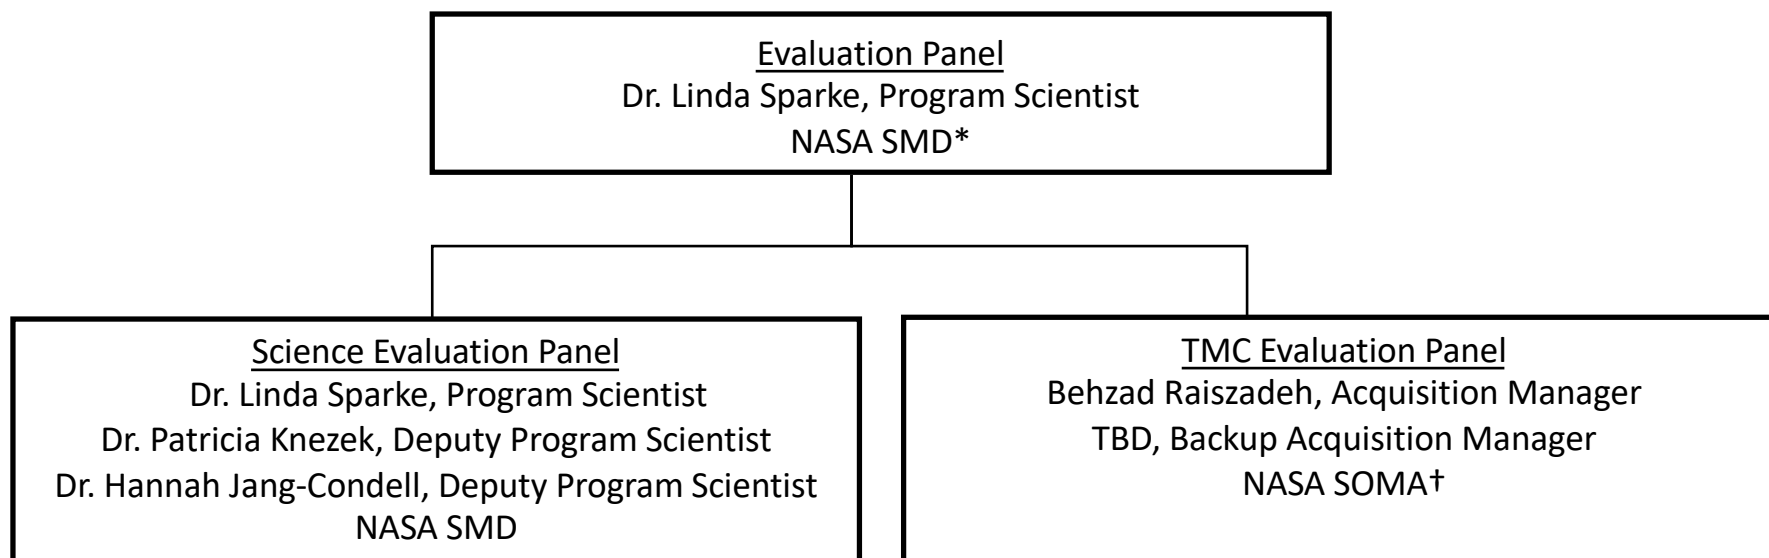 Evaluation Panel
Dr. Linda Sparke, Program Scientist
NASA SMD*
Science Evaluation Panel
Dr. Linda Sparke, Program Scientist
Dr. Patricia Knezek, Deputy Program Scientist
Dr. Hannah Jang-Condell, Deputy Program Scientist
NASA SMD
TMC Evaluation Panel
Behzad Raiszadeh, Acquisition Manager
TBD, Backup Acquisition Manager
NASA SOMA†